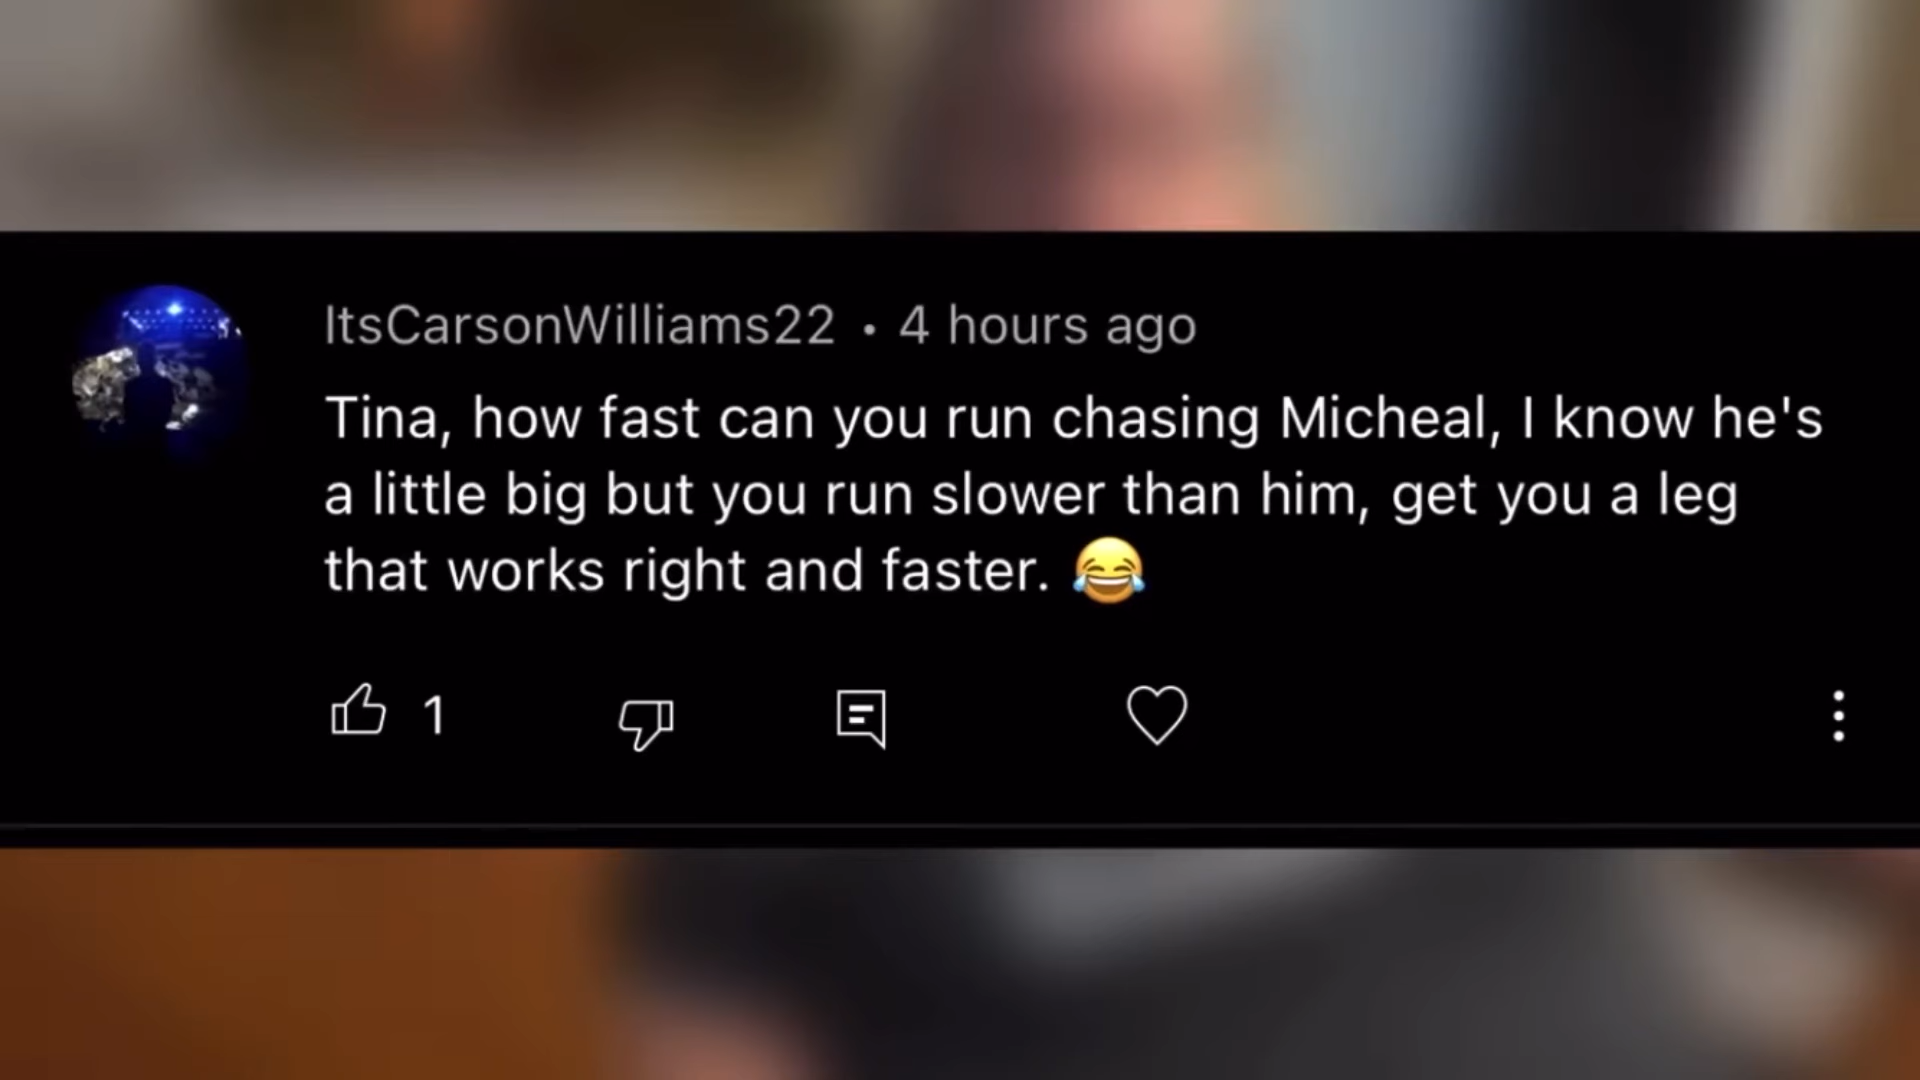 ItsCarsonWilliams22 • 4 hours ago
Tina, how fast can you run chasing Micheal, I know he's
a little big but you run slower than him, get you a leg
that works right and faster. 😂
1